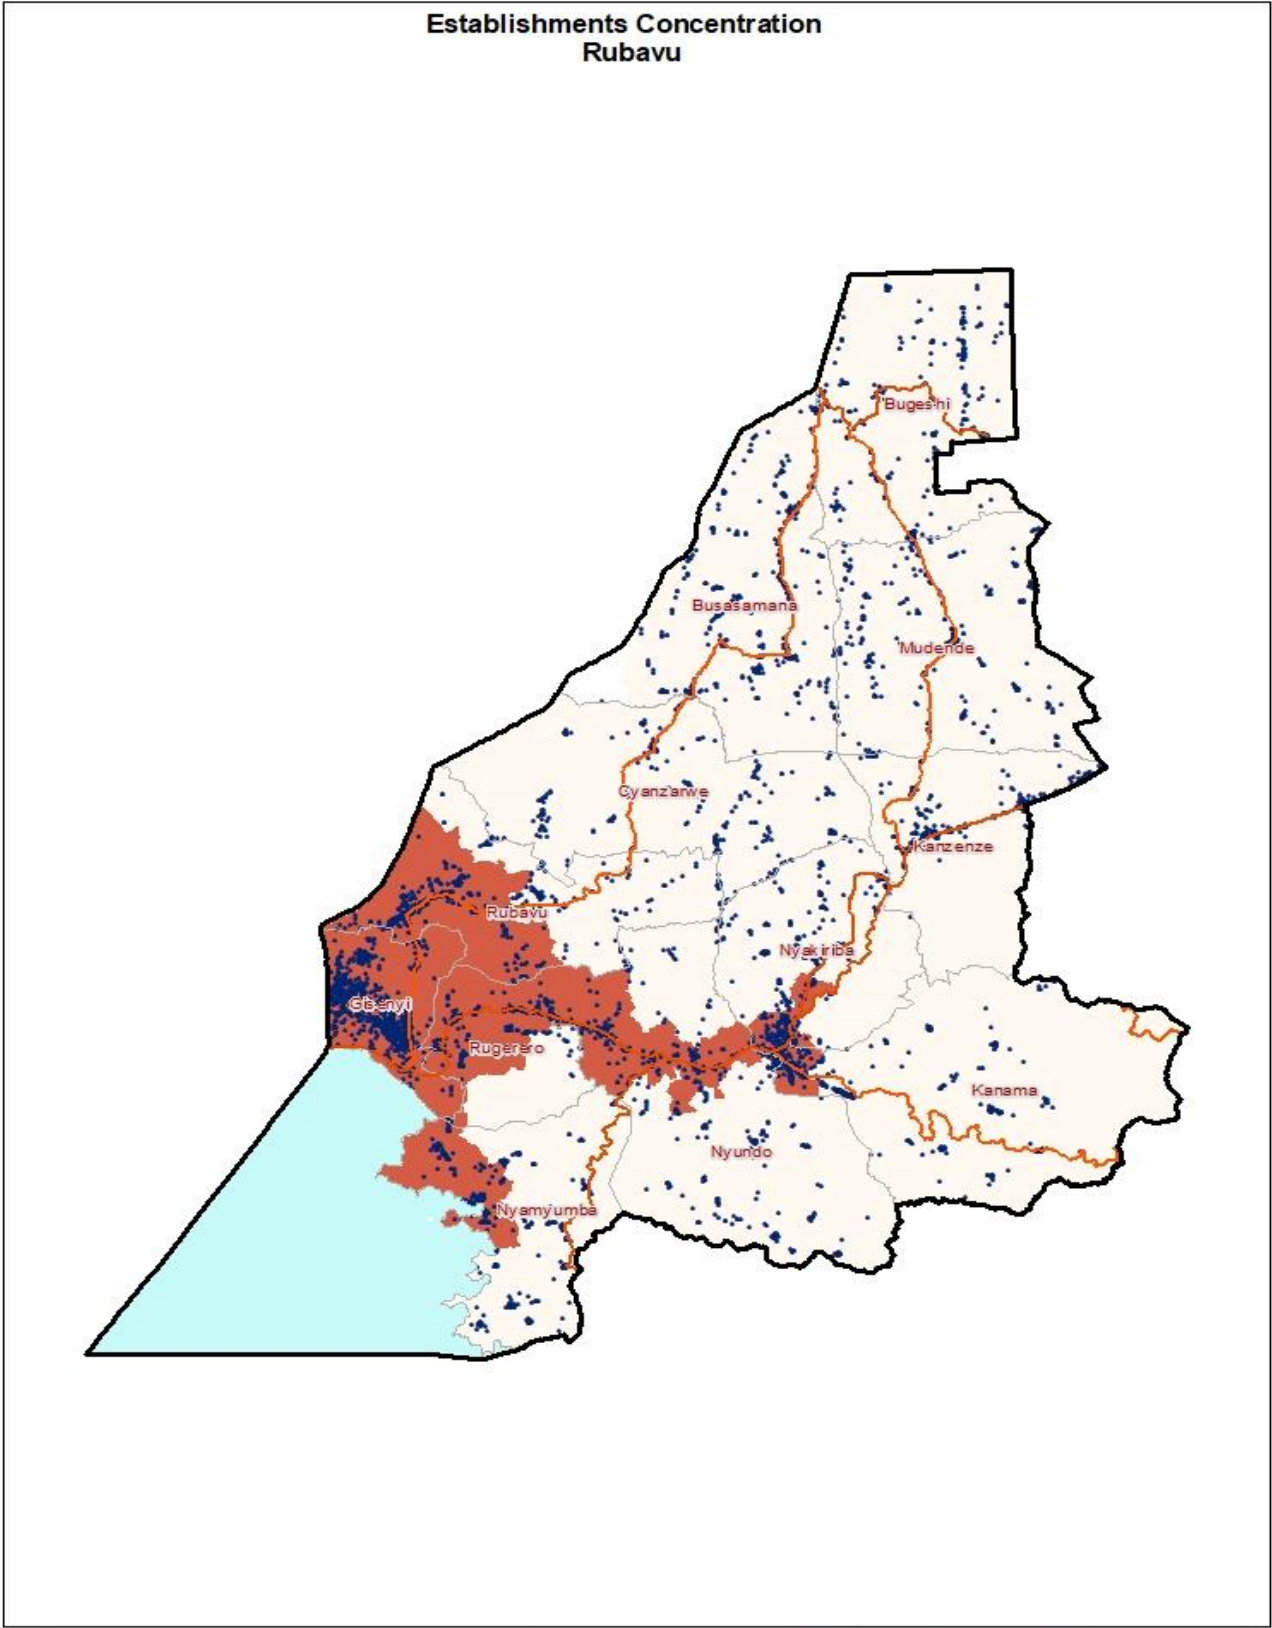 Establishments Concentration
Rubavu
Bugeshi
Busasamana
Mudende
Cyanzarwe
Kanzenze
Rubavu
Nyakiriba
Gisenyi
Rugerero
Kanama
Nyundo
Nyamyumba